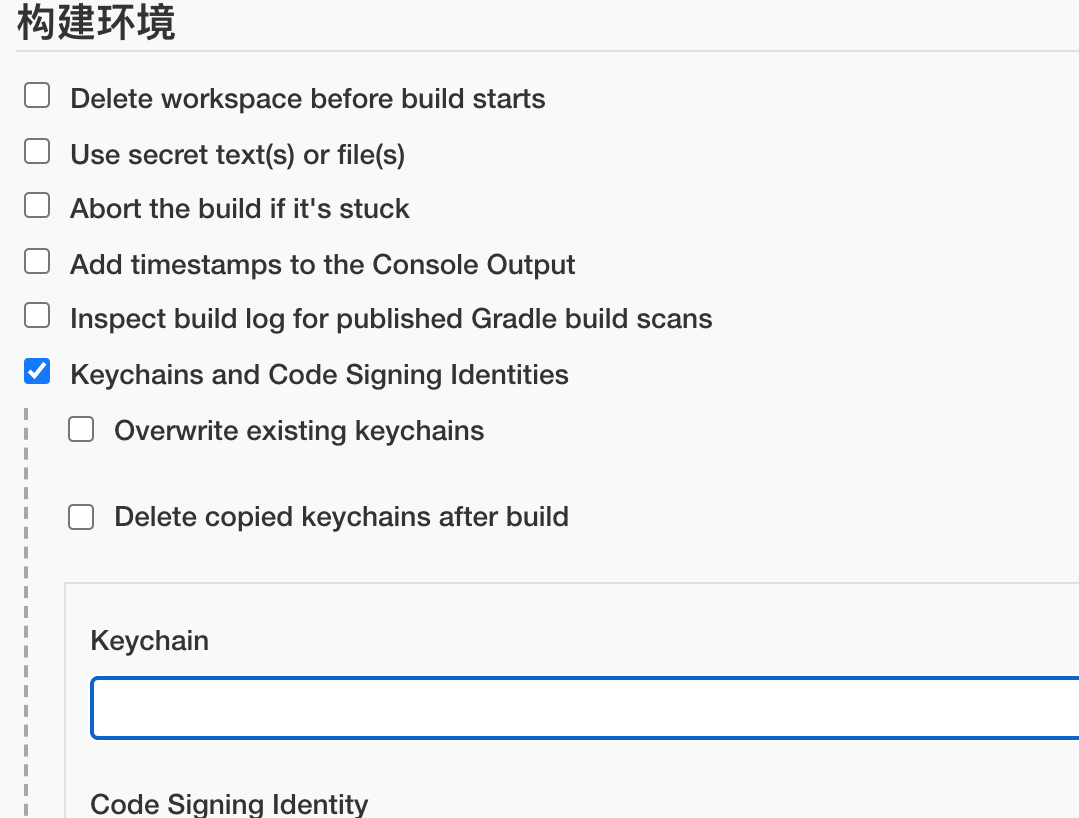 构建环境
Delete workspace before build starts
Use secret text(s) or file(s)
Abort the build if it's stuck
Add timestamps to the Console Output
Inspect build log for published Gradle build scans
Keychains and Code Signing Identities
Overwrite existing keychains
Delete copied keychains after build
Keychain
Code Signing Identity